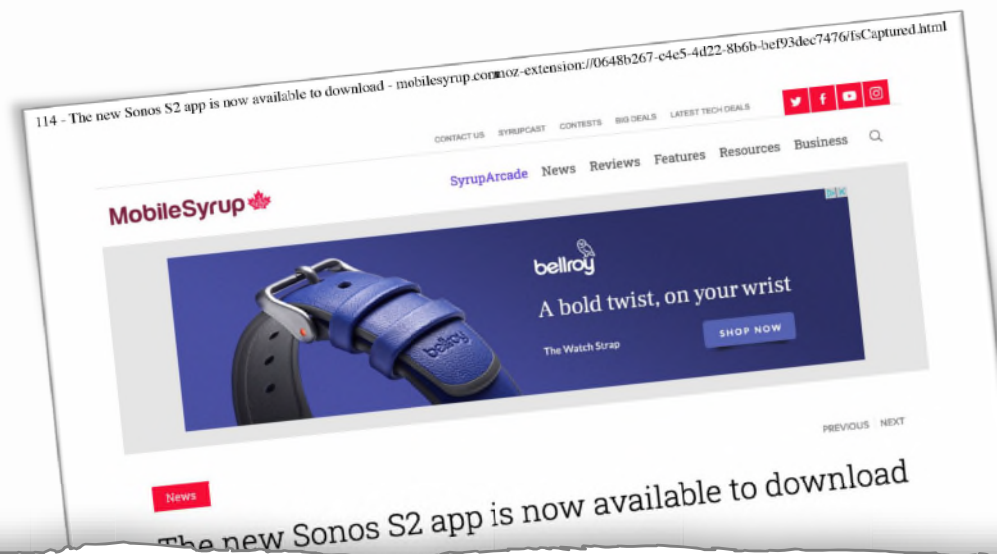 114 - The new Sonos S2 app is now available to download - mobilesyrup.commoz-extension://0648b267-c4e5-4d22-8b6b-bef93dec7476/fsCaptured.html
CONTACT US SYRUPCAST CONTESTS BIG DEALS LATEST TECH DEALS
MobileSyrup
SyrupArcade News Reviews Features Resources Business
bellroy
A bold twist, on your wrist
The Watch Strap
SHOP NOW
bellroy
PREVIOUS NEXT
News
The new Sonos S2 app is now available to download